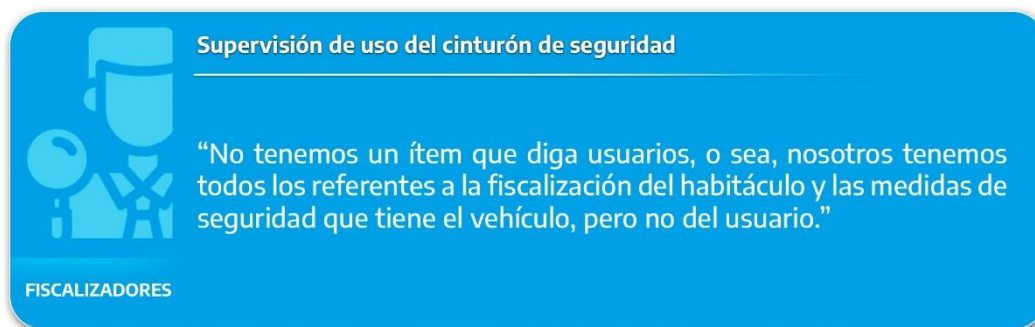 Supervisión de uso del cinturón de seguridad
“No tenemos un ítem que diga usuarios, o sea, nosotros tenemos
todos los referentes a la fiscalización del habitáculo y las medidas de
seguridad que tiene el vehículo, pero no del usuario.”
FISCALIZADORES